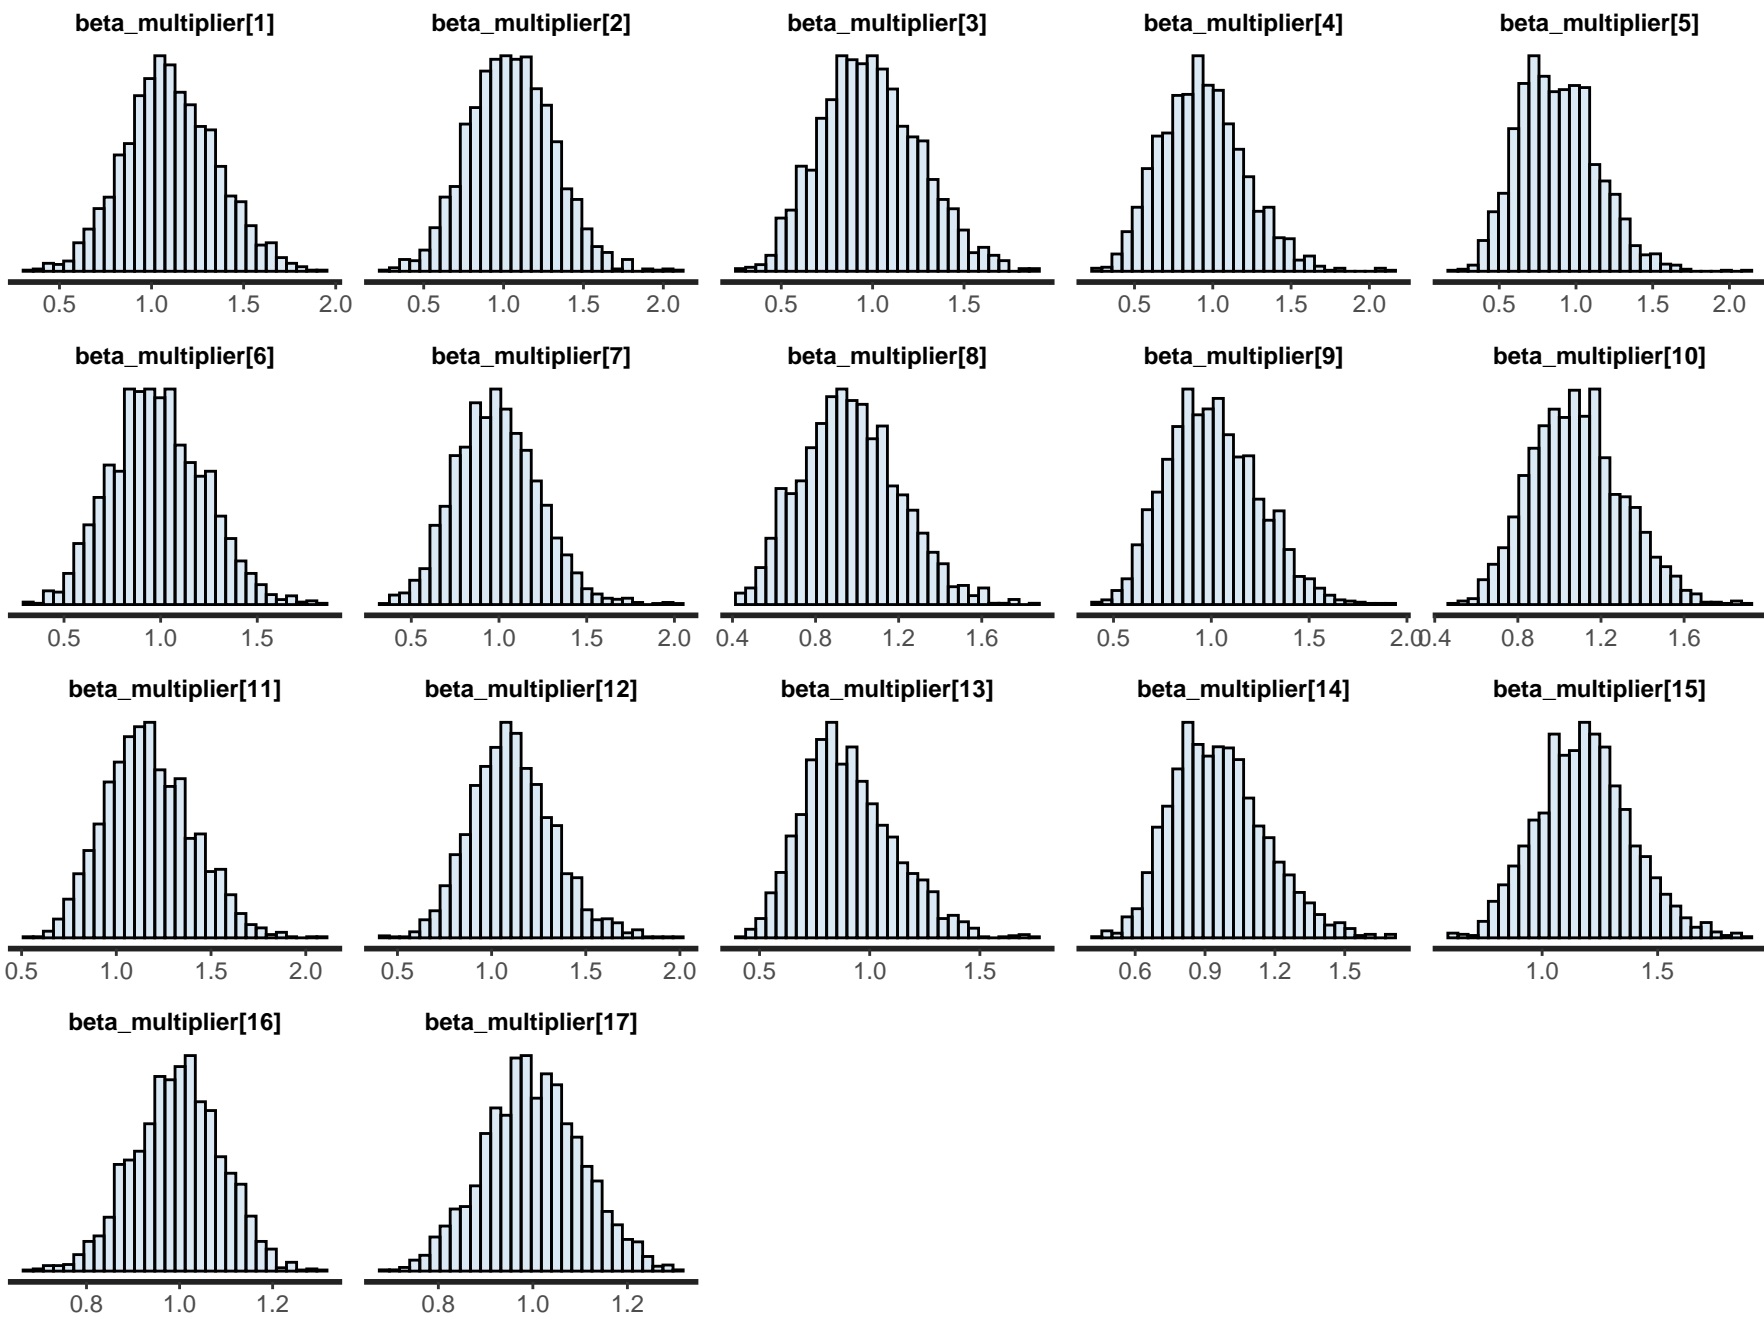 beta_multiplier[1] beta_multiplier[2] beta_multiplier[3] beta_multiplier[4] beta_multiplier[5]
0.5 1.0 1.5 2.0 0.5 1.0 1.5 2.0 0.5 1.0 1.5 0.5 1.0 1.5 2.0 0.5 1.0 1.5 2.0
beta_multiplier[6] beta_multiplier[7] beta_multiplier[8] beta_multiplier[9] beta_multiplier[10]
0.5 1.0 1.5 0.5 1.0 1.5 2.0 0.4 0.8 1.2 1.6 0.5 1.0 1.5 2.0 0.4 0.8 1.2 1.6
beta_multiplier[11] beta_multiplier[12] beta_multiplier[13] beta_multiplier[14] beta_multiplier[15]
0.5 1.0 1.5 2.0 0.5 1.0 1.5 2.0 0.5 1.0 1.5 0.6 0.9 1.2 1.5 1.0 1.5
beta_multiplier[16] beta_multiplier[17]
0.8 1.0 1.2 0.8 1.0 1.2